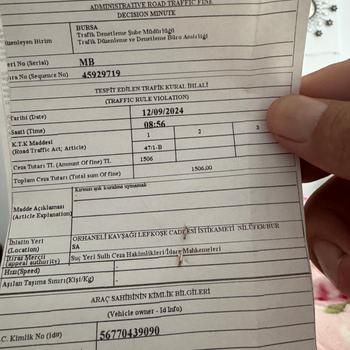 ADMINISTRATIVE ROAD TRAFFIC FINE
DECISION MINUTE
BURSA
Trafik Denetleme Şube Müdürlüğü
Düzenleyen Birim Trafik Düzenleme ve Denetleme Büro Amirliği
Seri No (Serial) MB
Sıra No (Sequence No) 45929719
TESPİT EDİLEN TRAFİK KURAL İHLALİ
(TRAFFIC RULE VIOLATION)
Tarihi (Date) 12/09/2024
Saati (Time) 08:56
K.T.K Maddesi 1 2 3
(Road Traffic Act; Article) 47/1-B
Ceza Tutarı TL (Amount Of fine) TL 1506
Toplam Ceza Tutarı (Total sum Of fine) 1506,00
Kırmızı ışık kuralına uymamak
-
Madde Açıklaması
(Article Explanation)
-
İhlalin Yeri ORHANELİ KAVŞAĞI LEFKOŞE CADDESİ İSTİKAMETİ NİLÜFER/BUR
(Location) SA
İtiraz Mercii Suç Yeri Sulh Ceza Hakimlikleri/İdare Mahkemeleri
(appeal authority)
Hızı(Speed)
Aşılan Taşıma Sınırı(Kişi/Kg) -
ARAÇ SAHİBİNİN KİMLİK BİLGİLERİ
(Vehicle owner - Id Info)
.C. Kimlik No (id#) 56770439090